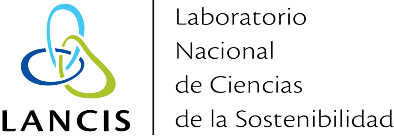 LANCIS
Laboratorio
Nacional
de Ciencias
de la Sostenibilidad